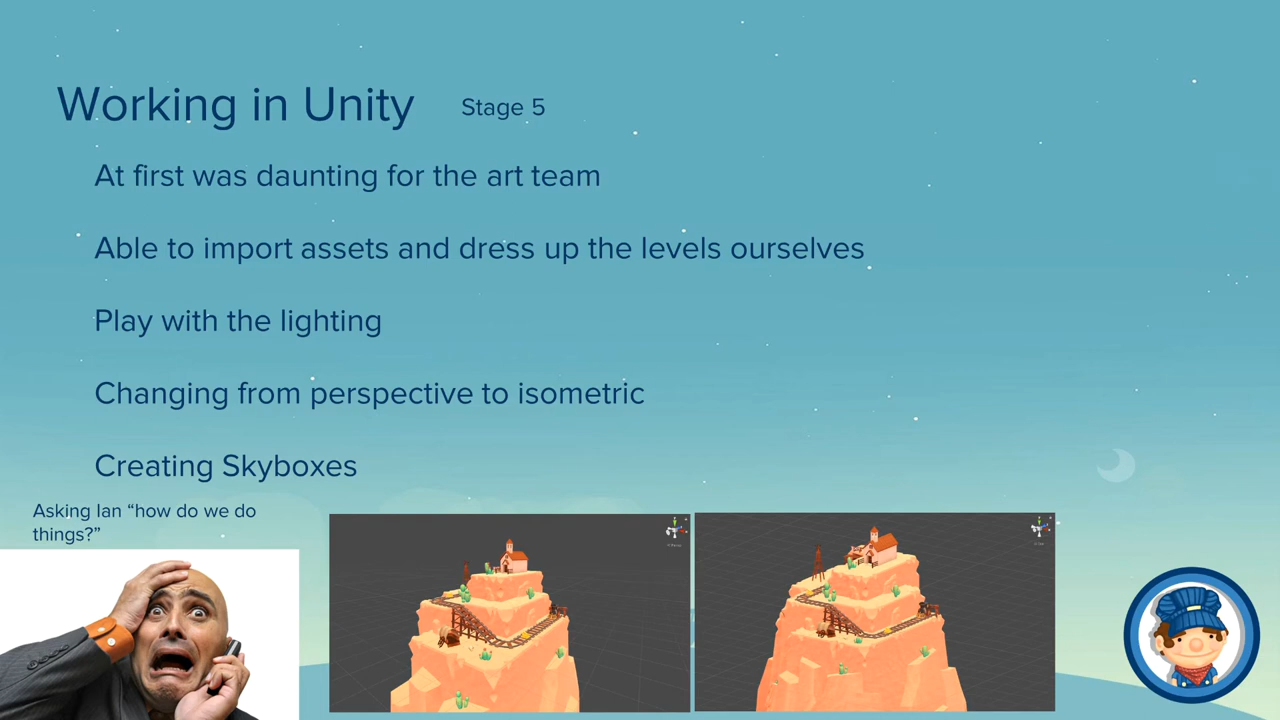 Working in Unity
Stage 5
At first was daunting for the art team
Able to import assets and dress up the levels ourselves
Play with the lighting
Changing from perspective to isometric
Creating Skyboxes
Asking Ian “how do we do
things?”